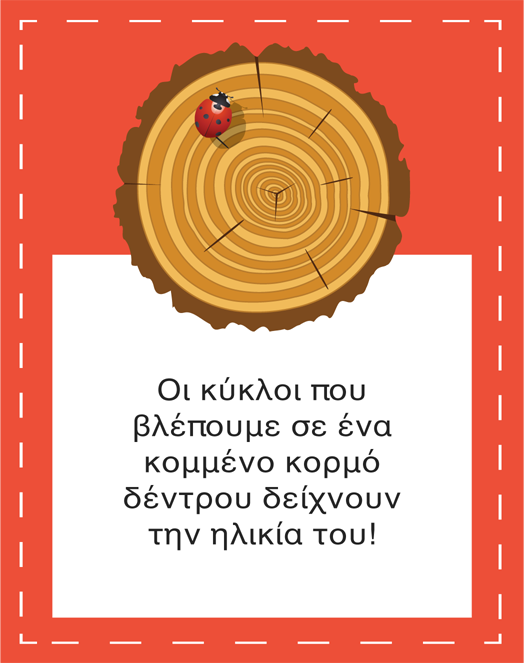 Οι κύκλοι που
βλέπουμε σε ένα
κομμένο κορμό
δέντρου δείχνουν
την ηλικία του!